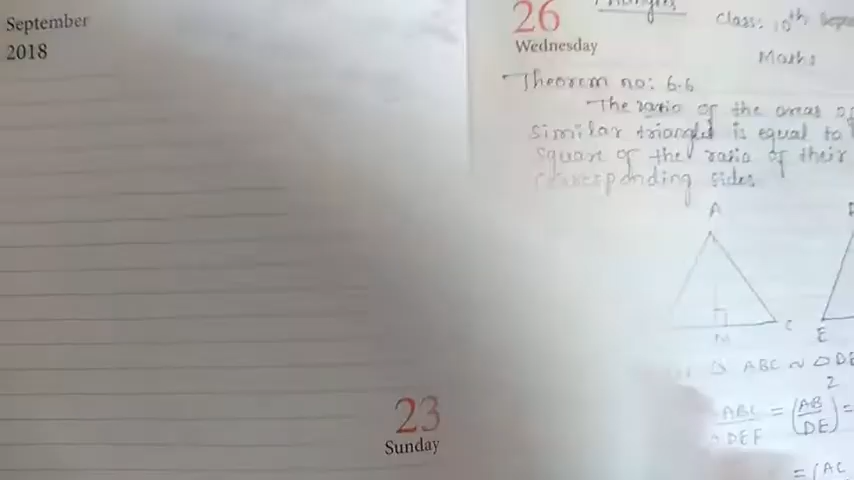 September
2018
23
Sunday
26
Wednesday
Triangles
Class: 10th
Maths
Theorem no: 6.6
The ratio of the areas of
similar triangles is equal to
square of the ratio of their
corresponding sides
A
C
M
E
Δ ABC ~ Δ DE
ABC = (AB)² =
Δ DEF DE
= (AC